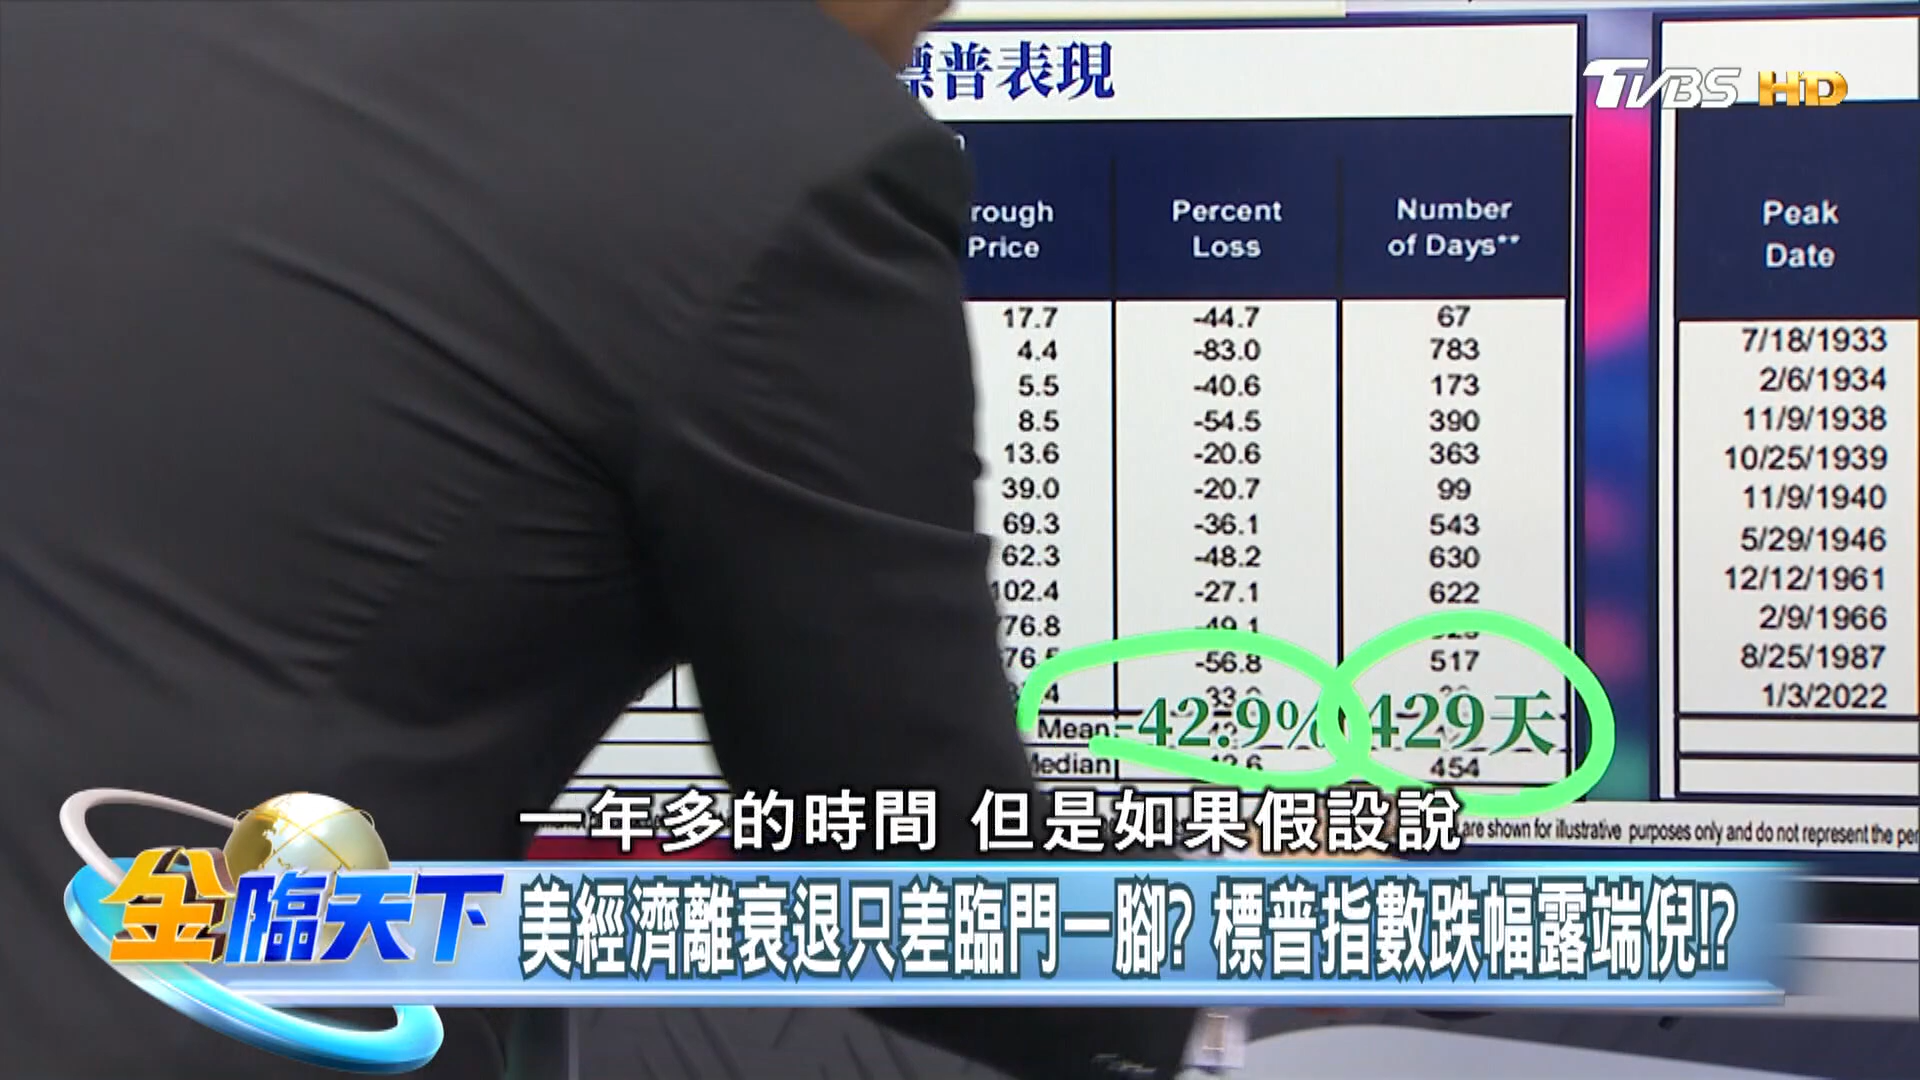 標普表現
TVBS HD
rough
Price
Percent
Loss
Number
of Days**
Peak
Date
17.7 -44.7 67
4.4 -83.0 783
5.5 -40.6 173
8.5 -54.5 390
13.6 -20.6 363
39.0 -20.7 99
69.3 -36.1 543
62.3 -48.2 630
102.4 -27.1 622
76.8 -49.1
-56.8 517
Mean -42.9% 429天
Median 454
7/18/1933
2/6/1934
11/9/1938
10/25/1939
11/9/1940
5/29/1946
12/12/1961
2/9/1966
8/25/1987
1/3/2022
are shown for illustrative purposes only and do not represent the per
一年多的時間 但是如果假設說
金臨天下
美經濟離衰退只差臨門一腳? 標普指數跌幅露端倪!?